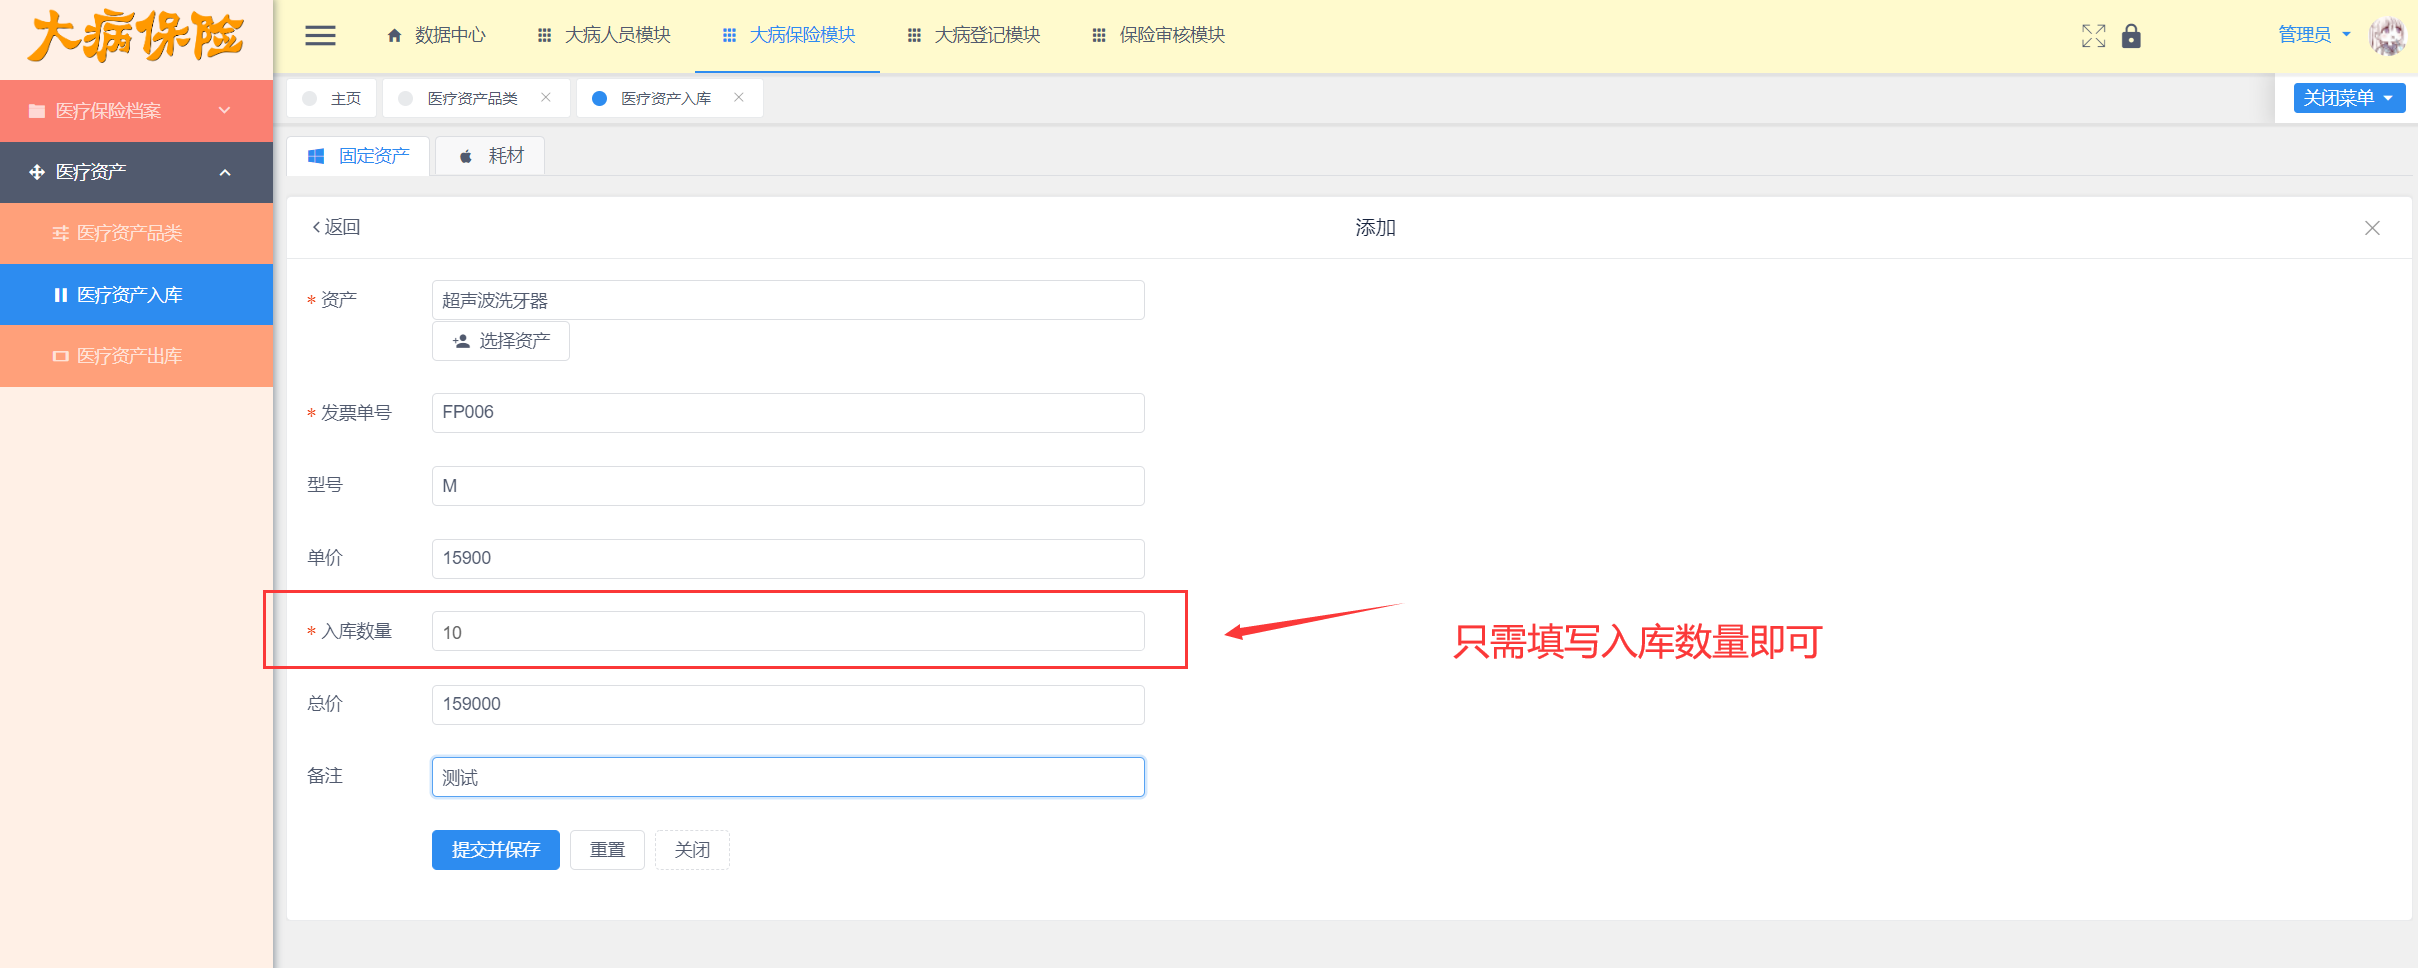 大病保险
数据中心
大病人员模块
大病保险模块
大病登记模块
保险审核模块
管理员
医疗保险档案
医疗资产
医疗资产品类
医疗资产入库
医疗资产出库
主页
医疗资产品类
医疗资产入库
关闭菜单
固定资产
耗材
返回
添加
* 资产
超声波洗牙器
选择资产
* 发票单号
FP006
型号
M
单价
15900
* 入库数量
10
只需填写入库数量即可
总价
159000
备注
测试
提交并保存
重置
关闭